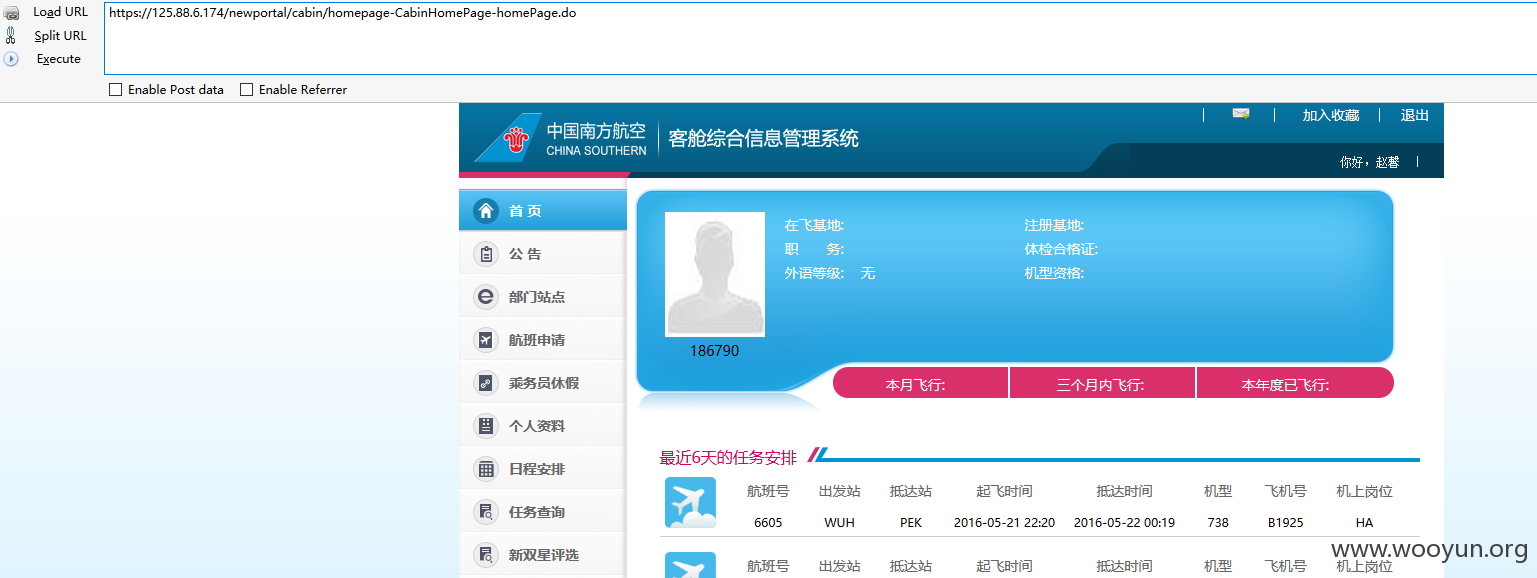 Load URL
https://125.88.6.174/newportal/cabin/homepage-CabinHomePage-homePage.do
Split URL
Execute
Enable Post data Enable Referrer
中国南方航空
CHINA SOUTHERN
客舱综合信息管理系统
加入收藏 | 退出
你好，赵馨 |
首 页
公 告
部门站点
航班申请
乘务员休假
个人资料
日程安排
任务查询
新双星评选
186790
在飞基地: 注册基地:
职 务: 体检合格证:
外语等级: 无 机型资格:
本月飞行: 三个月内飞行: 本年度已飞行:
最近6天的任务安排
航班号 出发站 抵达站 起飞时间 抵达时间 机型 飞机号 机上岗位
6605 WUH PEK 2016-05-21 22:20 2016-05-22 00:19 738 B1925 HA
航班号 出发站 抵达站 起飞时间 抵达时间 机型 飞机号 机上岗位
www.wooyun.org